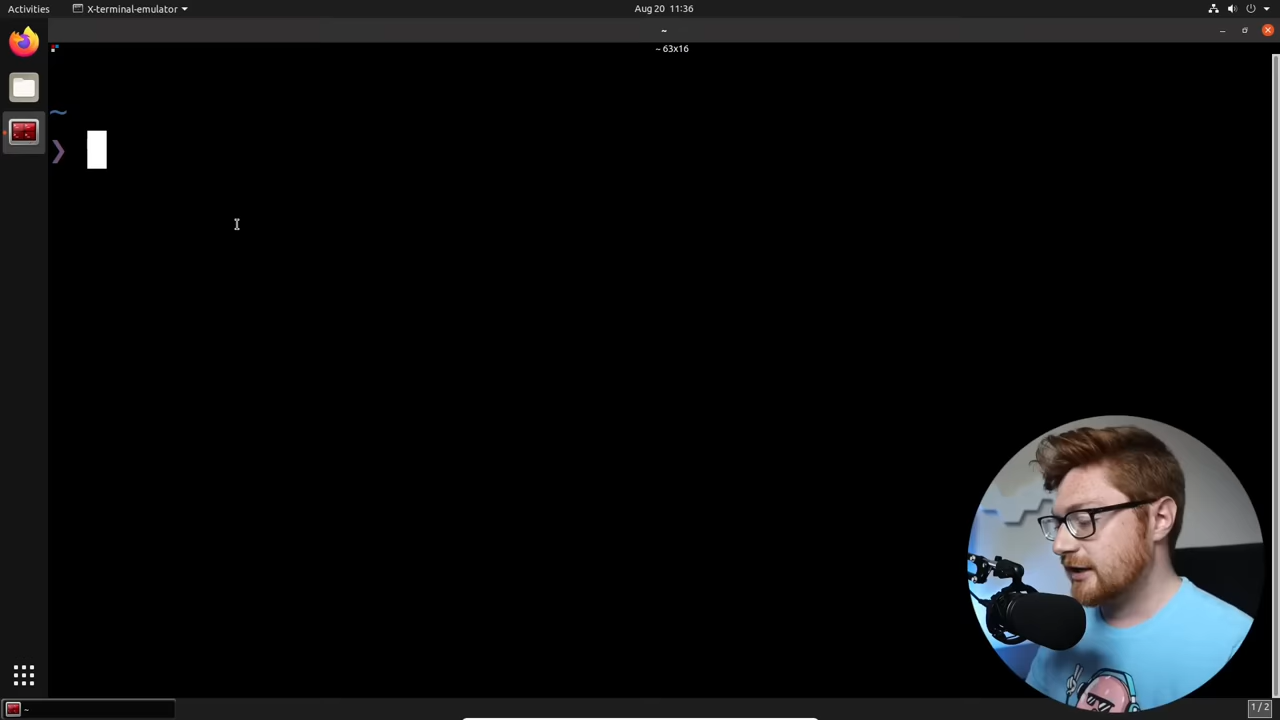 Activities
X-terminal-emulator
Aug 20 11:36
~
~ 63x16
~
❯
~
1 / 2